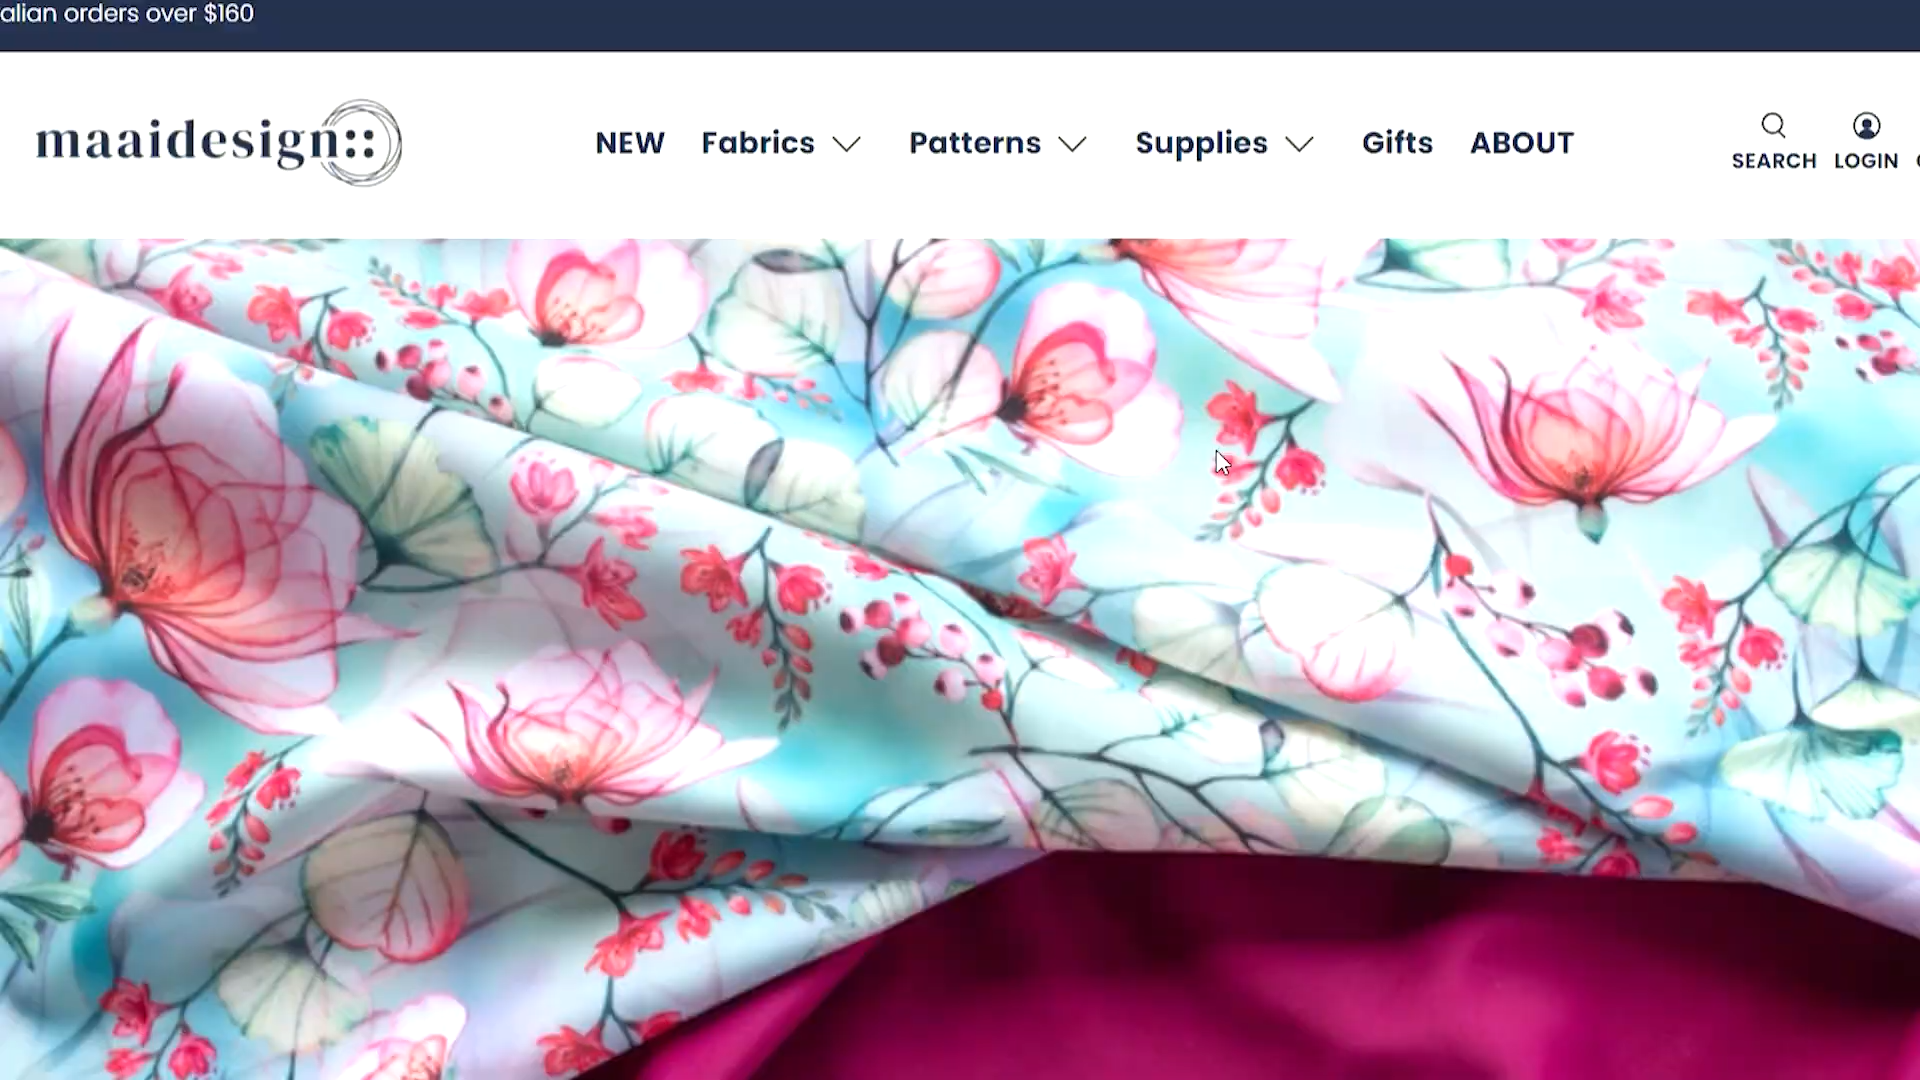 alian orders over $160
maaidesign::
NEW Fabrics Patterns Supplies Gifts ABOUT
SEARCH LOGIN